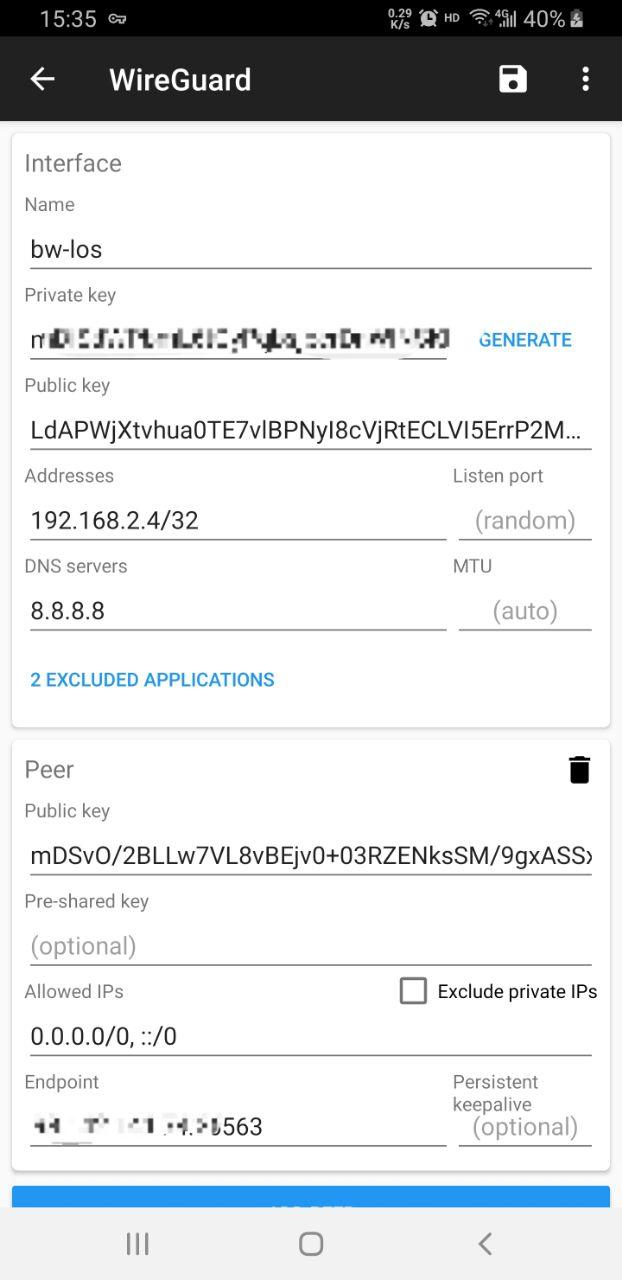 15:35
0.29 K/s HD 4G 40%
WireGuard
Interface
Name
bw-los
Private key
GENERATE
Public key
LdAPWjXtvhua0TE7vlBPNyI8cVjRtECLVI5ErrP2M...
Addresses
Listen port
192.168.2.4/32
(random)
DNS servers
MTU
8.8.8.8
(auto)
2 EXCLUDED APPLICATIONS
Peer
Public key
mDSvO/2BLLw7VL8vBEjv0+03RZENksSM/9gxASS
Pre-shared key
(optional)
Allowed IPs
Exclude private IPs
0.0.0.0/0, ::/0
Endpoint
Persistent
keepalive
563
(optional)